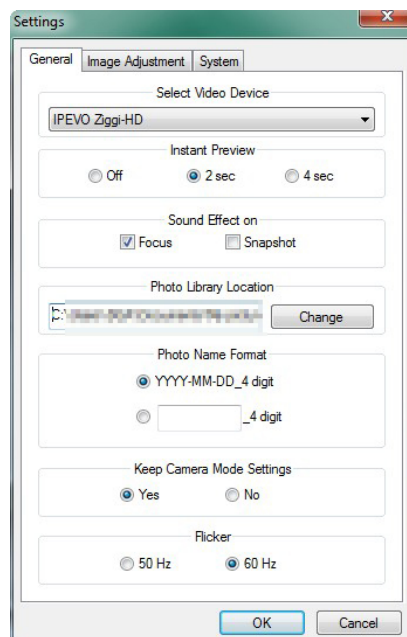 Settings
General Image Adjustment System
Select Video Device
IPEVO Ziggi-HD
Instant Preview
Off 2 sec 4 sec
Sound Effect on
Focus Snapshot
Photo Library Location
Change
Photo Name Format
YYYY-MM-DD_4 digit
_4 digit
Keep Camera Mode Settings
Yes No
Flicker
50 Hz 60 Hz
OK Cancel